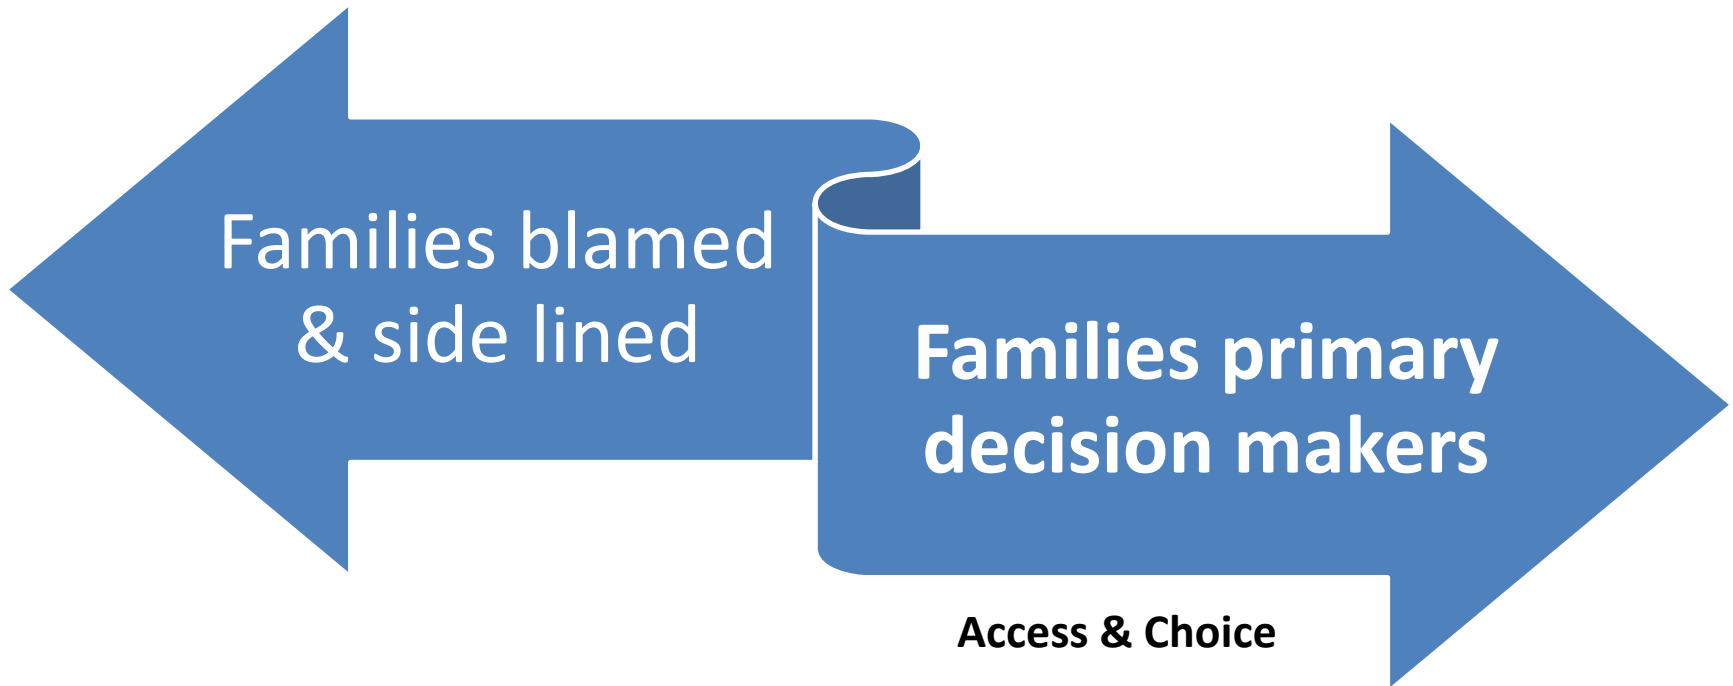 Families blamed
& side lined
Families primary
decision makers
Access & Choice